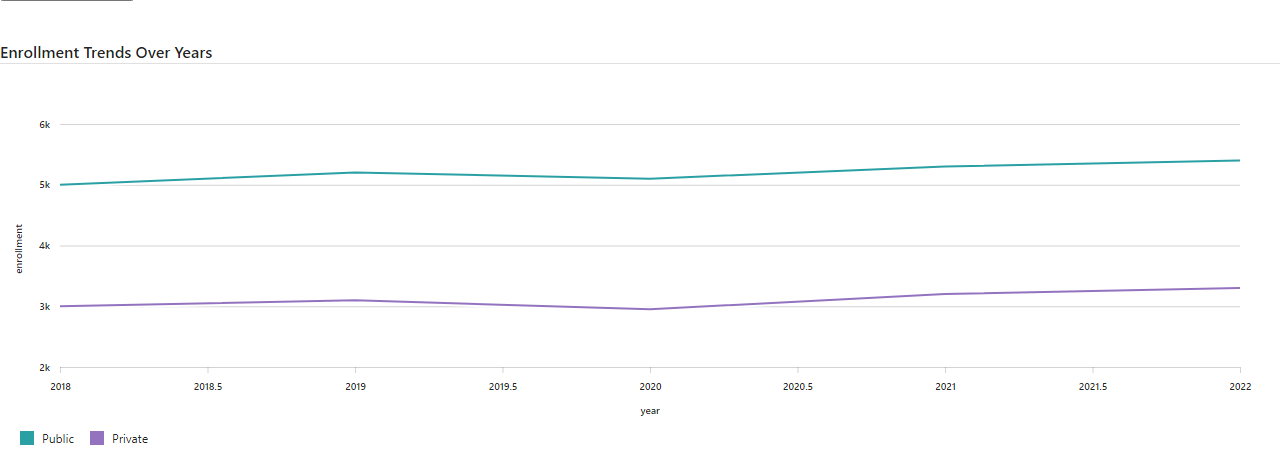 Enrollment Trends Over Years
6k
5k
4k
3k
2k
enrollment
2018 2018.5 2019 2019.5 2020 2020.5 2021 2021.5 2022
year
Public Private